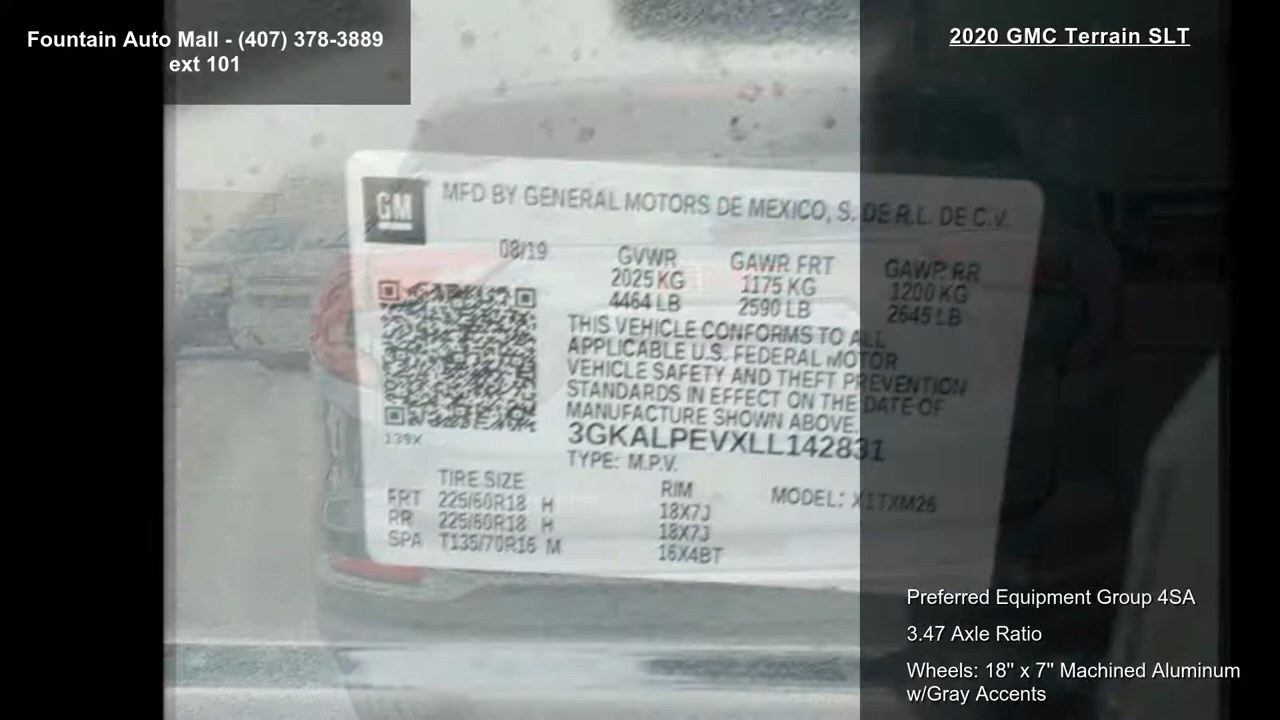 Fountain Auto Mall - (407) 378-3889
ext 101
2020 GMC Terrain SLT
GM
MFD BY GENERAL MOTORS DE MEXICO, S. DE R.L. DE C.V.
08/19 GVWR GAWR FRT GAWR RR
2025 KG 1175 KG 1200 KG
4464 LB 2590 LB 2645 LB
THIS VEHICLE CONFORMS TO ALL
APPLICABLE U.S. FEDERAL MOTOR
VEHICLE SAFETY AND THEFT PREVENTION
STANDARDS IN EFFECT ON THE DATE OF
MANUFACTURE SHOWN ABOVE.
3GKALPEVXLL142831
139X
TYPE: M.P.V.
TIRE SIZE RIM MODEL: X1TXM26
FRT 225/60R18 H 18X7J
RR 225/60R18 H 18X7J
SPA T135/70R16 M 16X4BT
Preferred Equipment Group 4SA
3.47 Axle Ratio
Wheels: 18" x 7" Machined Aluminum
w/Gray Accents